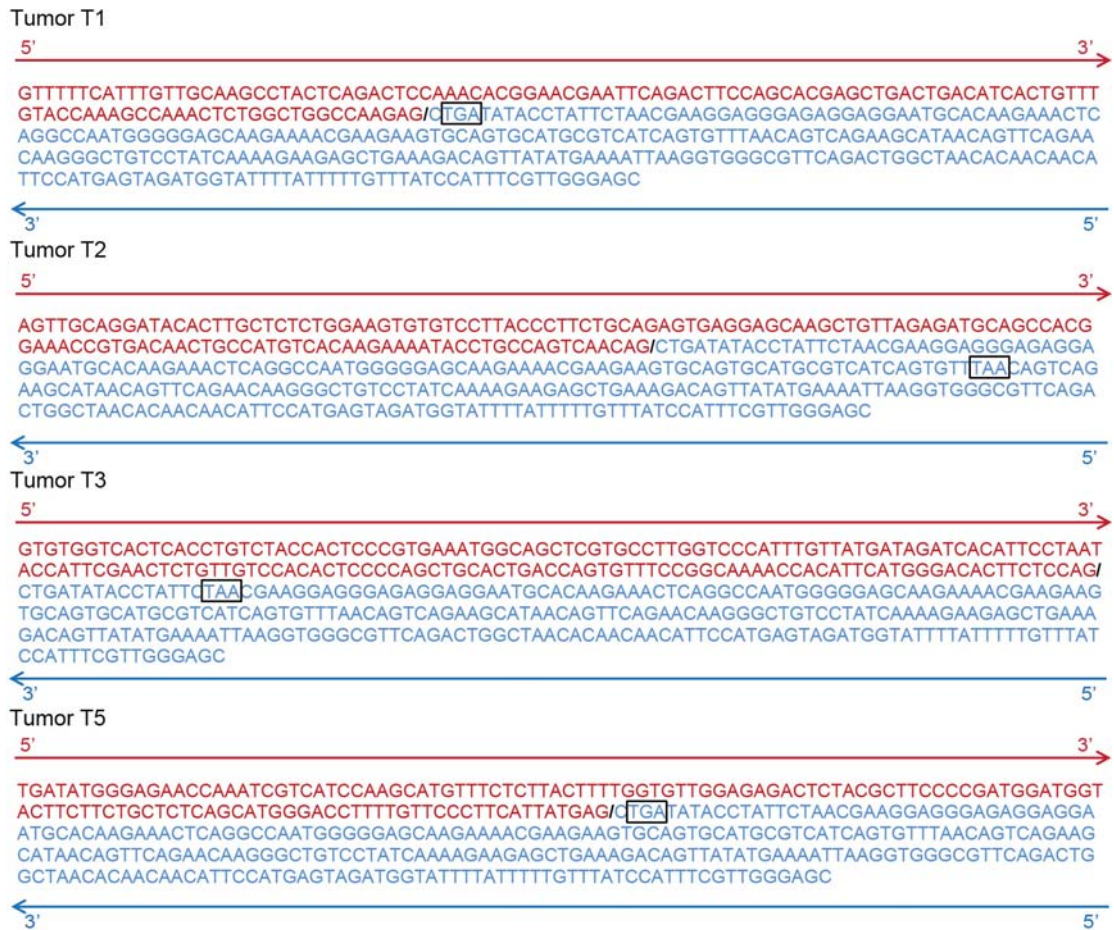 Tumor T1
5' 3'
GTTTTTCATTTGTTGCAAGCCTACTCAGACTCCAAACACGGAACGAATTCAGACTTCCAGCACGAGCTGACTGACATCACTGTTT
GTACCAAAGCCAAACTCTGGCTGGCCAAGAG/CTGATATACCTATTCTAACGAAGGAGGGAGAGGAGGAATGCACAAGAAACTC
AGGCCAATGGGGGAGCAAGAAAACGAAGAAGTGCAGTGCATGCGTCATCAGTGTTTAACAGTCAGAAGCATAACAGTTCAGAA
CAAGGGCTGTCCTATCAAAAGAAGAGCTGAAAGACAGTTATATGAAAATTAAGGTGGGCGTTCAGACTGGCTAACACAACAACA
TTCCATGAGTAGATGGTATTTTATTTTTGTTTATCCATTTCGTTGGGAGC
3' 5'
Tumor T2
5' 3'
AGTTGCAGGATACACTTGCTCTCTGGAAGTGTGTCCTTACCCTTCTGCAGAGTGAGGAGCAAGCTGTTAGAGATGCAGCCACG
GAAACCGTGACAACTGCCATGTCACAAGAAAATACCTGCCAGTCAACAG/CTGATATACCTATTCTAACGAAGGAGGGAGAGGA
GGAATGCACAAGAAACTCAGGCCAATGGGGGAGCAAGAAAACGAAGAAGTGCAGTGCATGCGTCATCAGTGTTTAACAGTCAG
AAGCATAACAGTTCAGAACAAGGGCTGTCCTATCAAAAGAAGAGCTGAAAGACAGTTATATGAAAATTAAGGTGGGCGTTCAGA
CTGGCTAACACAACAACATTCCATGAGTAGATGGTATTTTATTTTTGTTTATCCATTTCGTTGGGAGC
3' 5'
Tumor T3
5' 3'
GTGTGGTCACTCACCTGTCTACCACTCCCGTGAAATGGCAGCTCGTGCCTTGGTCCCATTTGTTATGATAGATCACATTCCTAAT
ACCATTCGAACTCTGTTGTCCACACTCCCCAGCTGCACTGACCAGTGTTTCCGGCAAAACCACATTCATGGGACACTTCTCCAG/
CTGATATACCTATTCTAACGAAGGAGGGAGAGGAGGAATGCACAAGAAACTCAGGCCAATGGGGGAGCAAGAAAACGAAGAAG
TGCAGTGCATGCGTCATCAGTGTTTAACAGTCAGAAGCATAACAGTTCAGAACAAGGGCTGTCCTATCAAAAGAAGAGCTGAAA
GACAGTTATATGAAAATTAAGGTGGGCGTTCAGACTGGCTAACACAACAACATTCCATGAGTAGATGGTATTTTATTTTTGTTTAT
CCATTTCGTTGGGAGC
3' 5'
Tumor T5
5' 3'
TGATATGGGAGAACCAAATCGTCATCCAAGCATGTTTCTCTTACTTTTGGTGTTGGAGAGACTCTACGCTTCCCCGATGGATGGT
ACTTCTTCTGCTCTCAGCATGGGACCTTTTGTTCCCTTCATTATGAG/CTGATATACCTATTCTAACGAAGGAGGGAGAGGAGGA
ATGCACAAGAAACTCAGGCCAATGGGGGAGCAAGAAAACGAAGAAGTGCAGTGCATGCGTCATCAGTGTTTAACAGTCAGAAG
CATAACAGTTCAGAACAAGGGCTGTCCTATCAAAAGAAGAGCTGAAAGACAGTTATATGAAAATTAAGGTGGGCGTTCAGACTG
GCTAACACAACAACATTCCATGAGTAGATGGTATTTTATTTTTGTTTATCCATTTCGTTGGGAGC
3' 5'